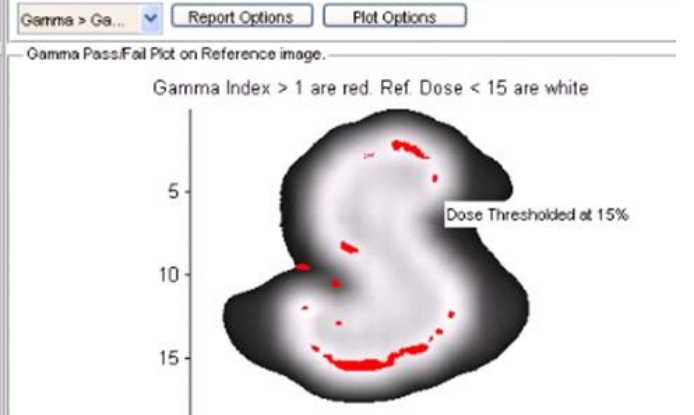 Gamma > Ga... Report Options Plot Options
Gamma Pass/Fail Plot on Reference image.
Gamma Index > 1 are red. Ref. Dose < 15 are white
5
Dose Thresholded at 15%
10
15